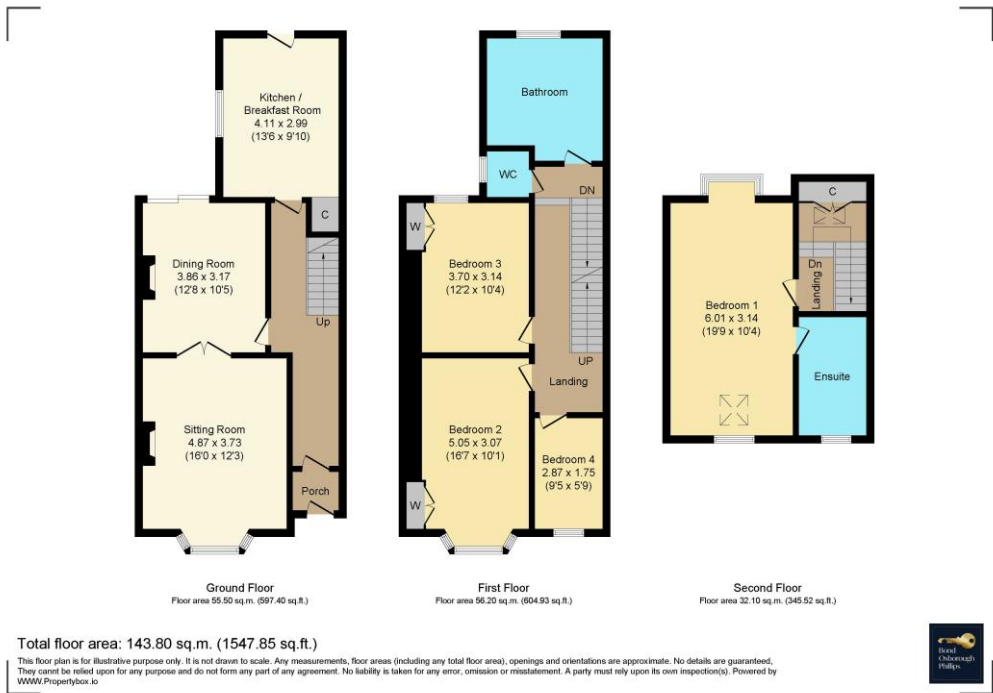 Kitchen /
Breakfast Room
4.11 x 2.99
(13'6 x 9'10)
C
Dining Room
3.86 x 3.17
(12'8 x 10'5)
Up
Sitting Room
4.87 x 3.73
(16'0 x 12'3)
Porch
Ground Floor
Floor area 55.50 sq.m. (597.40 sq.ft.)
Bathroom
WC
DN
W
Bedroom 3
3.70 x 3.14
(12'2 x 10'4)
UP
Landing
Bedroom 2
5.05 x 3.07
(16'7 x 10'1)
W
Bedroom 4
2.87 x 1.75
(9'5 x 5'9)
First Floor
Floor area 56.20 sq.m. (604.93 sq.ft.)
C
Dn
Landing
Bedroom 1
6.01 x 3.14
(19'9 x 10'4)
Ensuite
Second Floor
Floor area 32.10 sq.m. (345.52 sq.ft.)
Total floor area: 143.80 sq.m. (1547.85 sq.ft.)
This floor plan is for illustrative purpose only. It is not drawn to scale. Any measurements, floor areas (including any total floor area), openings and orientations are approximate. No details are guaranteed,
They cannt be relied upon for any purpose and do not form any part of any agreement. No liability is taken for any error, omission or misstatement. A party must rely upon its own inspection(s). Powered by
WWW.Propertybox.io
Bond
Oxborough
Phillips